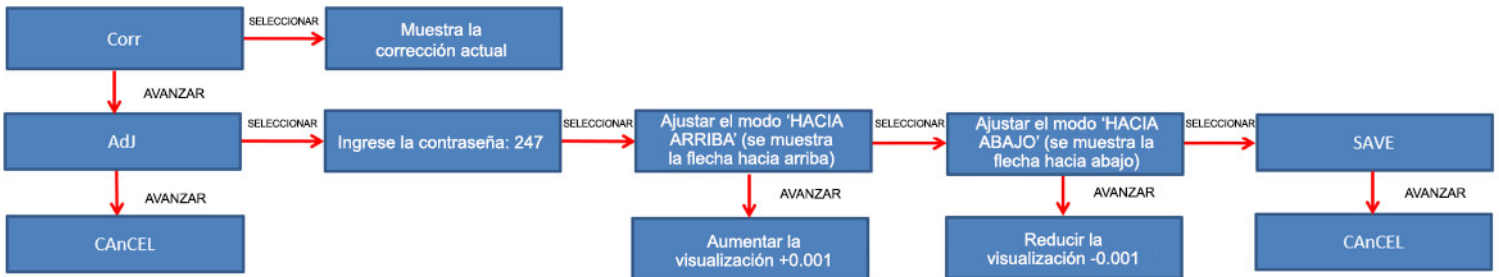 Corr
SELECCIONAR
Muestra la
corrección actual
AVANZAR
AdJ
SELECCIONAR
Ingrese la contraseña: 247
SELECCIONAR
Ajustar el modo ‘HACIA
ARRIBA’ (se muestra
la flecha hacia arriba)
SELECCIONAR
Ajustar el modo ‘HACIA
ABAJO’ (se muestra la
flecha hacia abajo)
SELECCIONAR
SAVE
AVANZAR
AVANZAR
AVANZAR
AVANZAR
CAnCEL
Aumentar la
visualización +0.001
Reducir la
visualización -0.001
CAnCEL